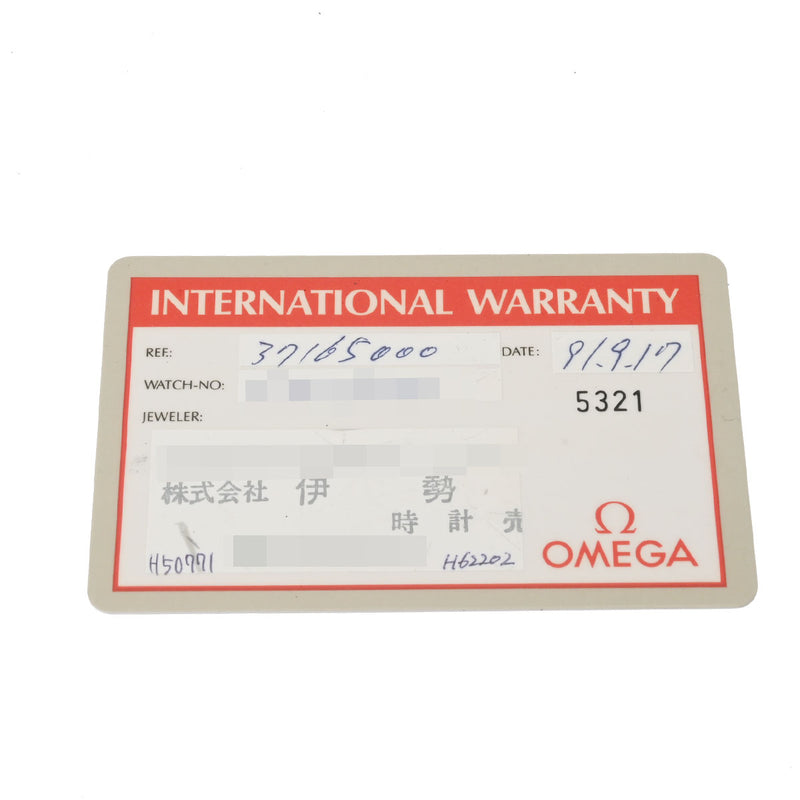 INTERNATIONAL WARRANTY
REF.: 37165000 DATE: 91.9.17
WATCH-NO:
5321
JEWELER:
株式会社 伊 勢
時 計 売
H50771 H62202
Ω
OMEGA